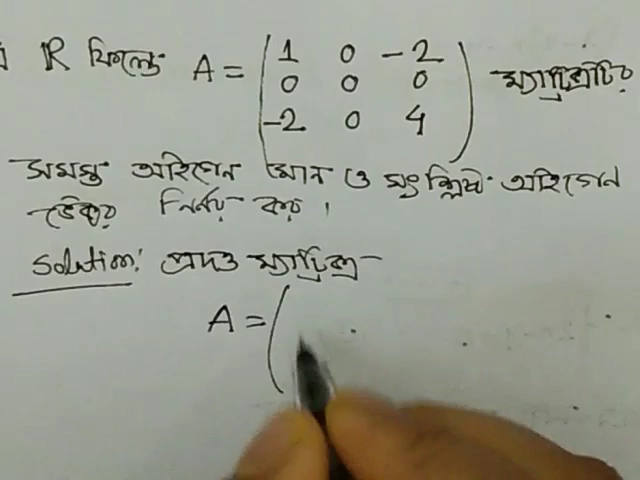 R ফিল্ডে A = ( 1 0 -2 ম্যাট্রিক্সটির
0 0 0
-2 0 4 )
সমস্ত আইগেন মান ও সংশ্লিষ্ট আইগেন
ভেক্টর নির্ণয় কর।
Solution: প্রদত্ত ম্যাট্রিক্স
A = (